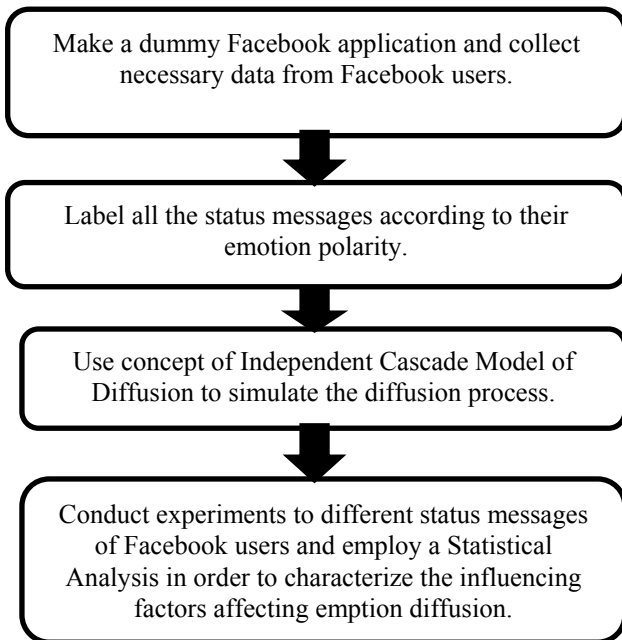 Make a dummy Facebook application and collect
necessary data from Facebook users.
Label all the status messages according to their
emotion polarity.
Use concept of Independent Cascade Model of
Diffusion to simulate the diffusion process.
Conduct experiments to different status messages
of Facebook users and employ a Statistical
Analysis in order to characterize the influencing
factors affecting emption diffusion.